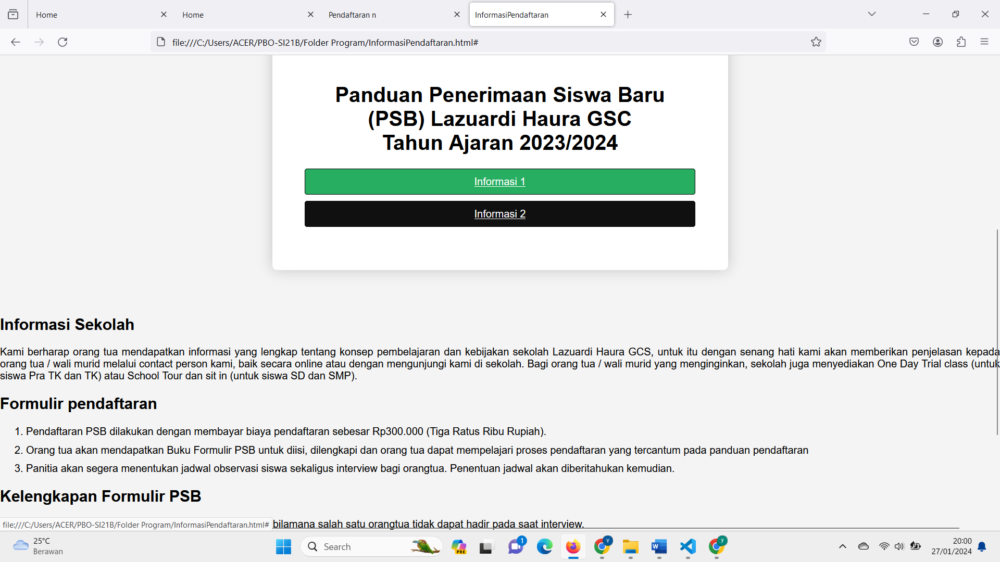 Home
Home
Pendaftaran n
InformasiPendaftaran
file:///C:/Users/ACER/PBO-SI21B/Folder Program/InformasiPendaftaran.html#
Panduan Penerimaan Siswa Baru
(PSB) Lazuardi Haura GSC
Tahun Ajaran 2023/2024
Informasi 1
Informasi 2
Informasi Sekolah
Kami berharap orang tua mendapatkan informasi yang lengkap tentang konsep pembelajaran dan kebijakan sekolah Lazuardi Haura GCS, untuk itu dengan senang hati kami akan memberikan penjelasan kepada
orang tua / wali murid melalui contact person kami, baik secara online atau dengan mengunjungi kami di sekolah. Bagi orang tua / wali murid yang menginginkan, sekolah juga menyediakan One Day Trial class (untuk
siswa Pra TK dan TK) atau School Tour dan sit in (untuk siswa SD dan SMP).
Formulir pendaftaran
1. Pendaftaran PSB dilakukan dengan membayar biaya pendaftaran sebesar Rp300.000 (Tiga Ratus Ribu Rupiah).
2. Orang tua akan mendapatkan Buku Formulir PSB untuk diisi, dilengkapi dan orang tua dapat mempelajari proses pendaftaran yang tercantum pada panduan pendaftaran
3. Panitia akan segera menentukan jadwal observasi siswa sekaligus interview bagi orangtua. Penentuan jadwal akan diberitahukan kemudian.
Kelengkapan Formulir PSB
file:///C:/Users/ACER/PBO-SI21B/Folder Program/InformasiPendaftaran.html# bilamana salah satu orangtua tidak dapat hadir pada saat interview.
25°C
Berawan
Search
PRE
1
Y
W
y
20:00
27/01/2024